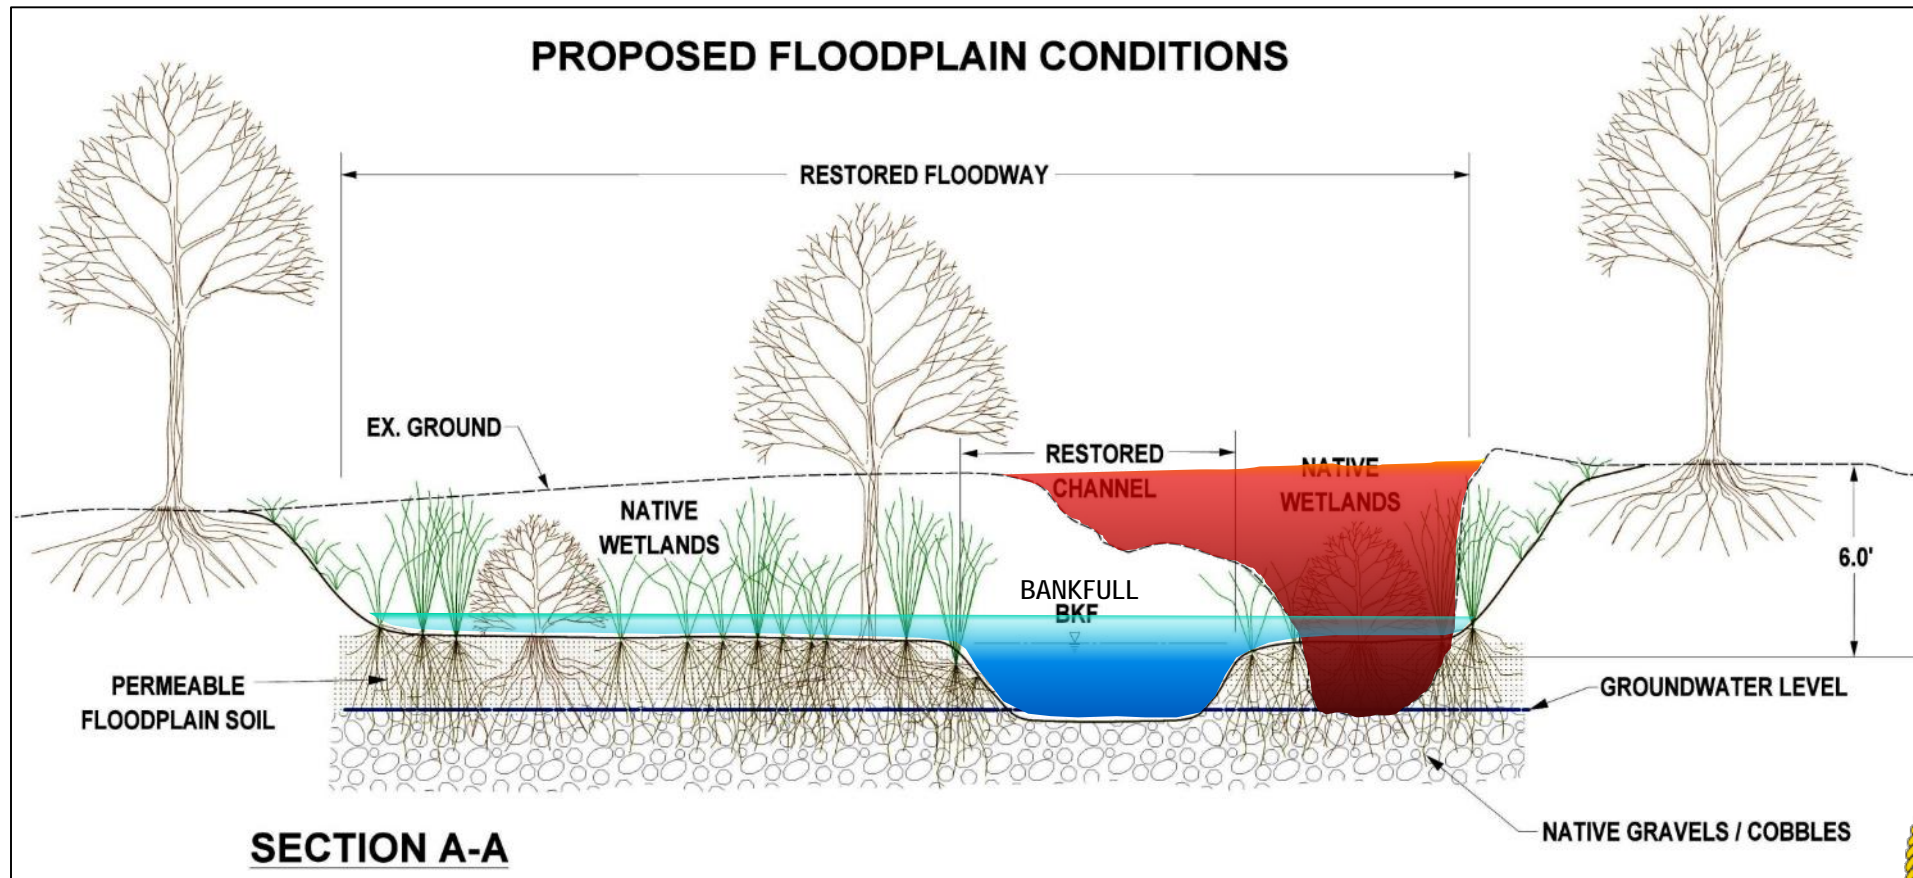 PROPOSED FLOODPLAIN CONDITIONS
RESTORED FLOODWAY
EX. GROUND
RESTORED
CHANNEL
NATIVE
WETLANDS
NATIVE
WETLANDS
6.0'
BANKFULL
BKF
PERMEABLE
FLOODPLAIN SOIL
GROUNDWATER LEVEL
NATIVE GRAVELS / COBBLES
SECTION A-A